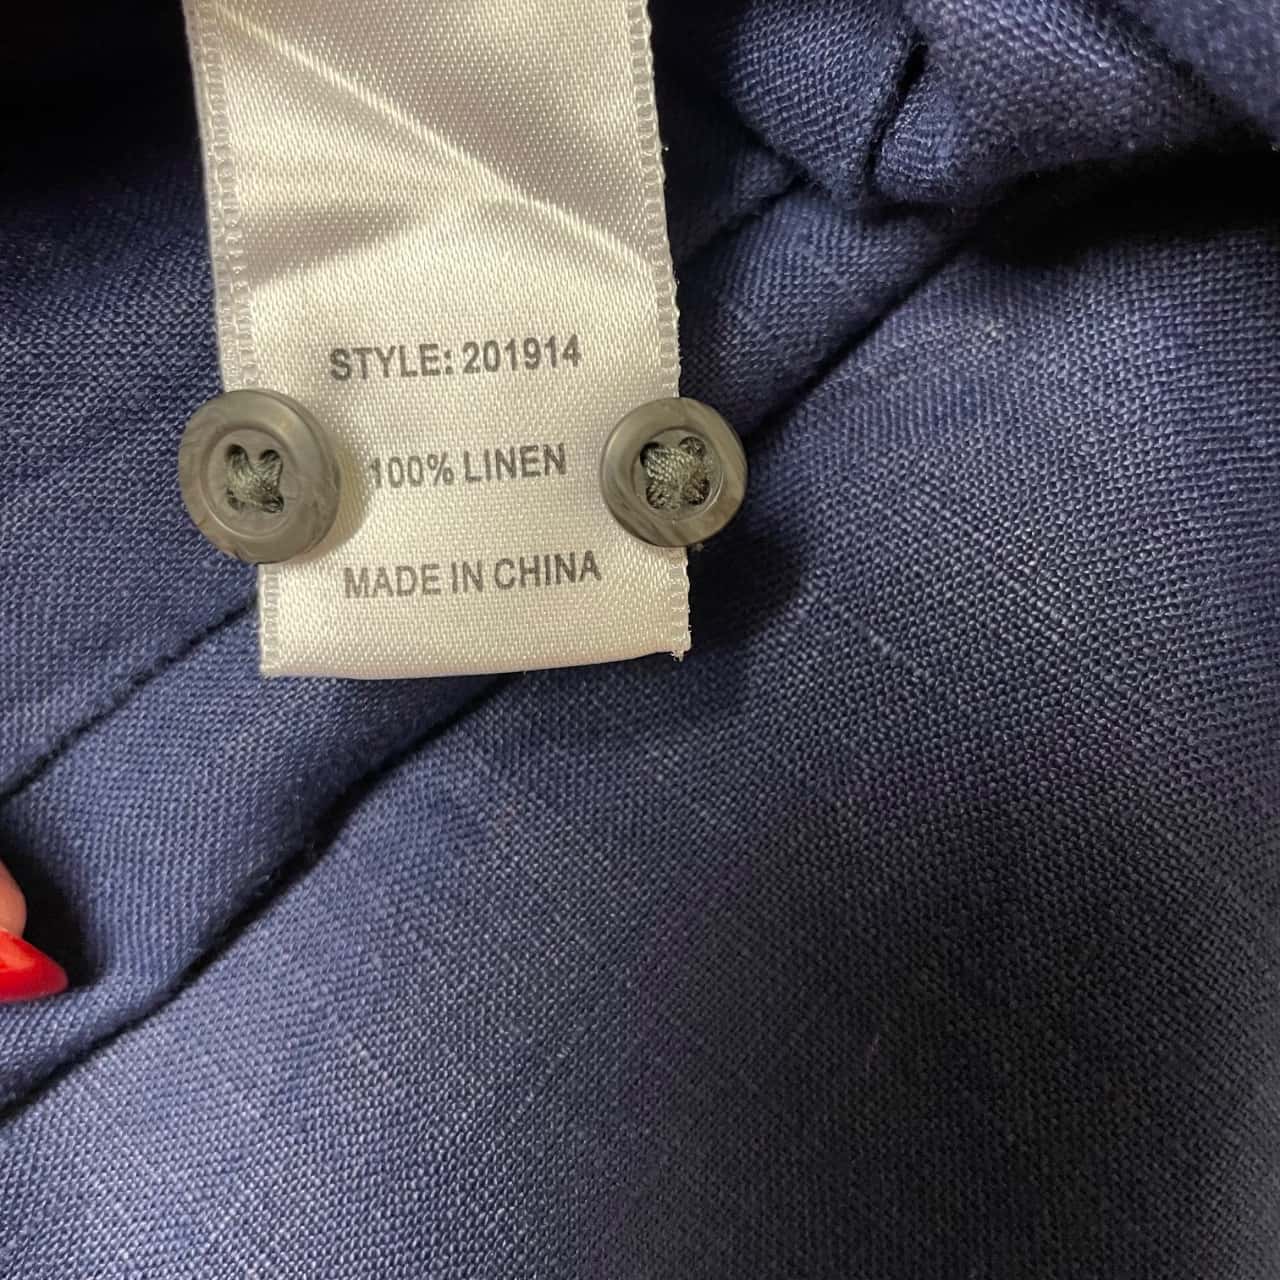 STYLE: 201914
100% LINEN
MADE IN CHINA